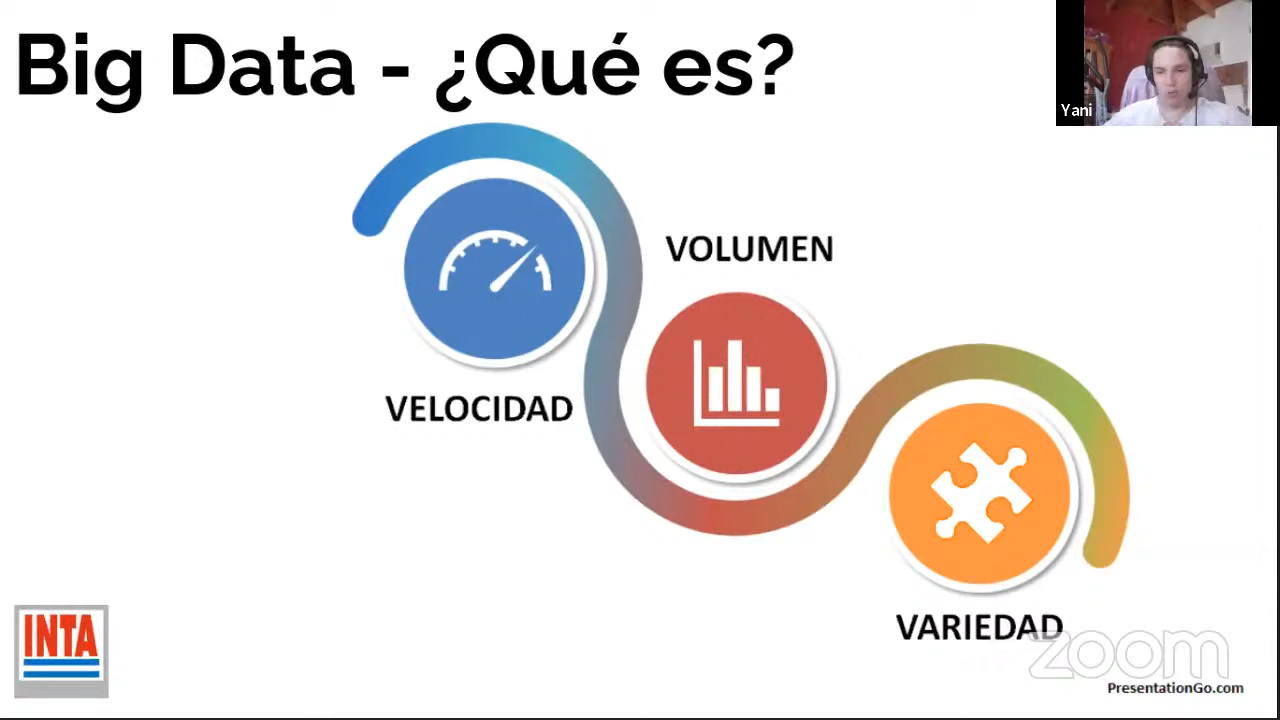 Big Data - ¿Qué es?
Yani
VOLUMEN
VELOCIDAD
VARIEDAD
INTA
zoom
PresentationGo.com